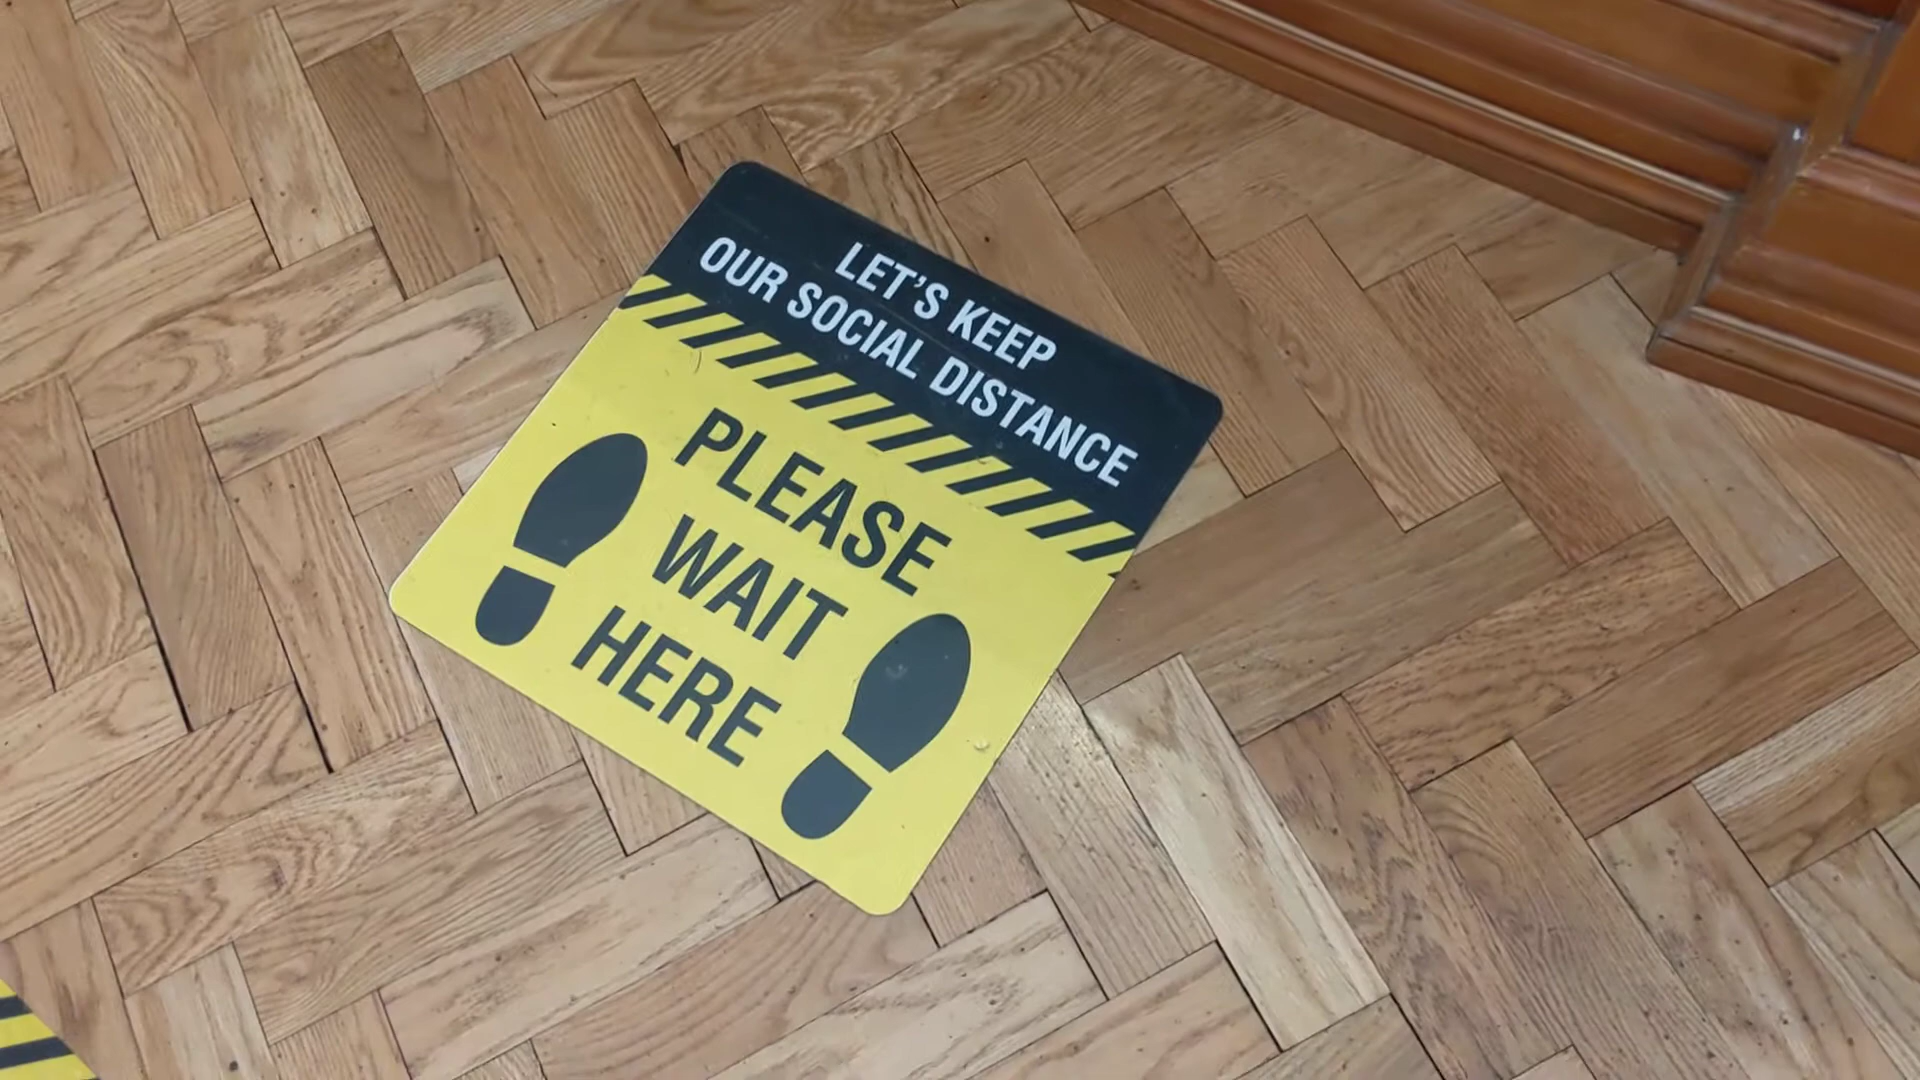 LET'S KEEP
OUR SOCIAL DISTANCE
PLEASE
WAIT
HERE